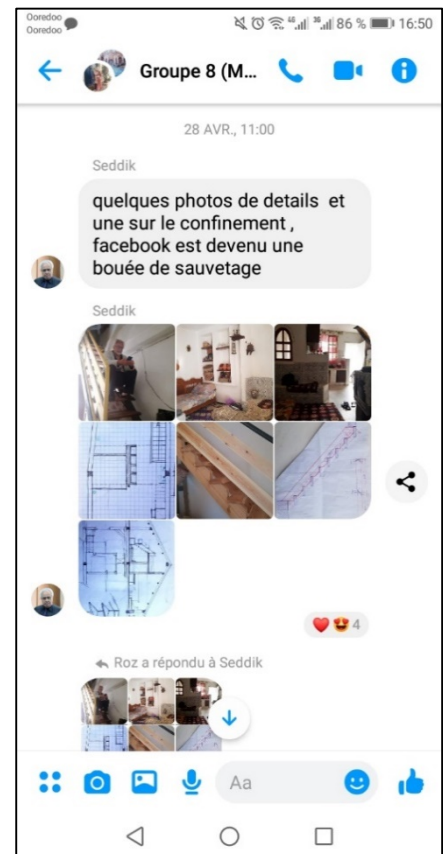 Ooredoo
Ooredoo
86 % 16:50
Groupe 8 (M...
28 AVR., 11:00
Seddik
quelques photos de details et
une sur le confinement ,
facebook est devenu une
bouée de sauvetage
Seddik
4
Roz a répondu à Seddik
Aa